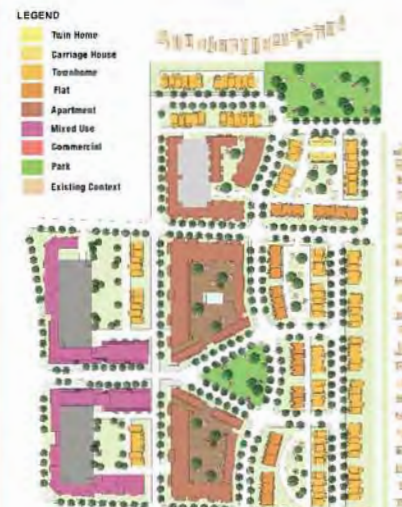 LEGEND
Twin Home
Carriage House
Townhome
Flat
Apartment
Mixed Use
Commercial
Park
Existing Context